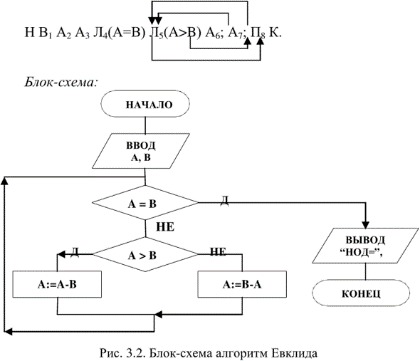 Н В₁ А₂ А₃ Л₄(А=В) Л₅(А>В) А₆; А₇; П₈ К.
Блок-схема:
НАЧАЛО
ВВОД
А, В
А = В
Д
НЕ
А > В
Д
НЕ
А:=А-В
А:=В-А
ВЫВОД
“НОД=”,
КОНЕЦ
Рис. 3.2. Блок-схема алгоритм Евклида